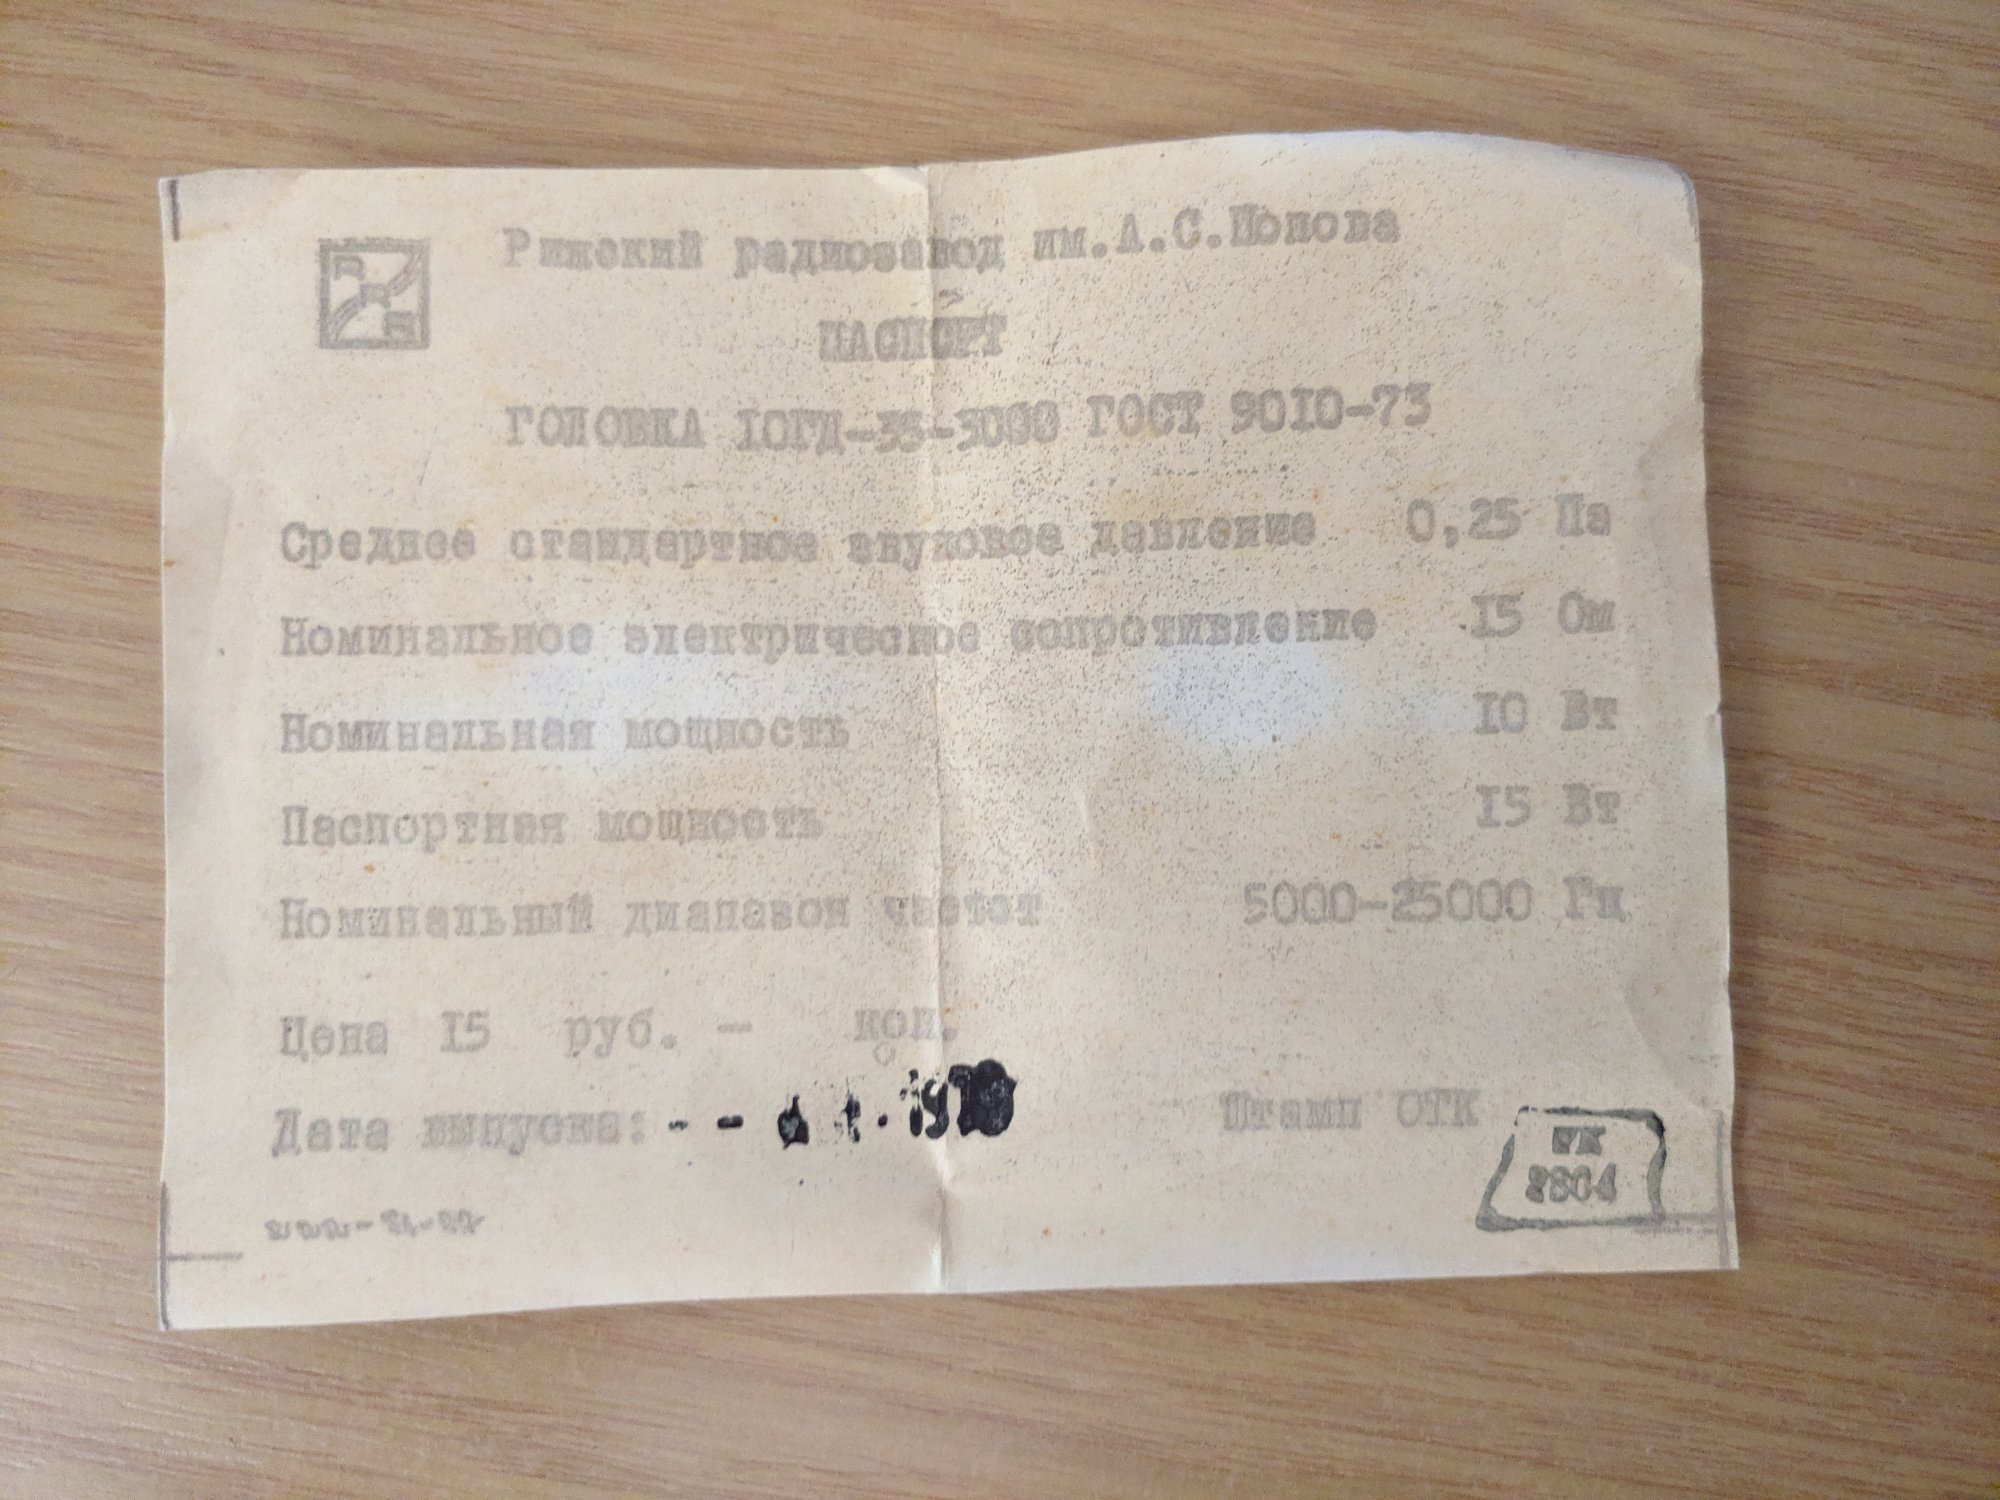 Рижский радиозавод им.А.С.Попова
ПАСПОРТ
ГОЛОВКА 10ГД-35-3000 ГОСТ 9010-73
Среднее стандартное звуковое давление 0,25 Па
Номинальное электрическое сопротивление 15 Ом
Номинальная мощность 10 Вт
Паспортная мощность 15 Вт
Номинальный диапазон частот 5000-25000 Гц
Цена 15 руб. - коп.
Дата выпуска:
Штамп ОТК